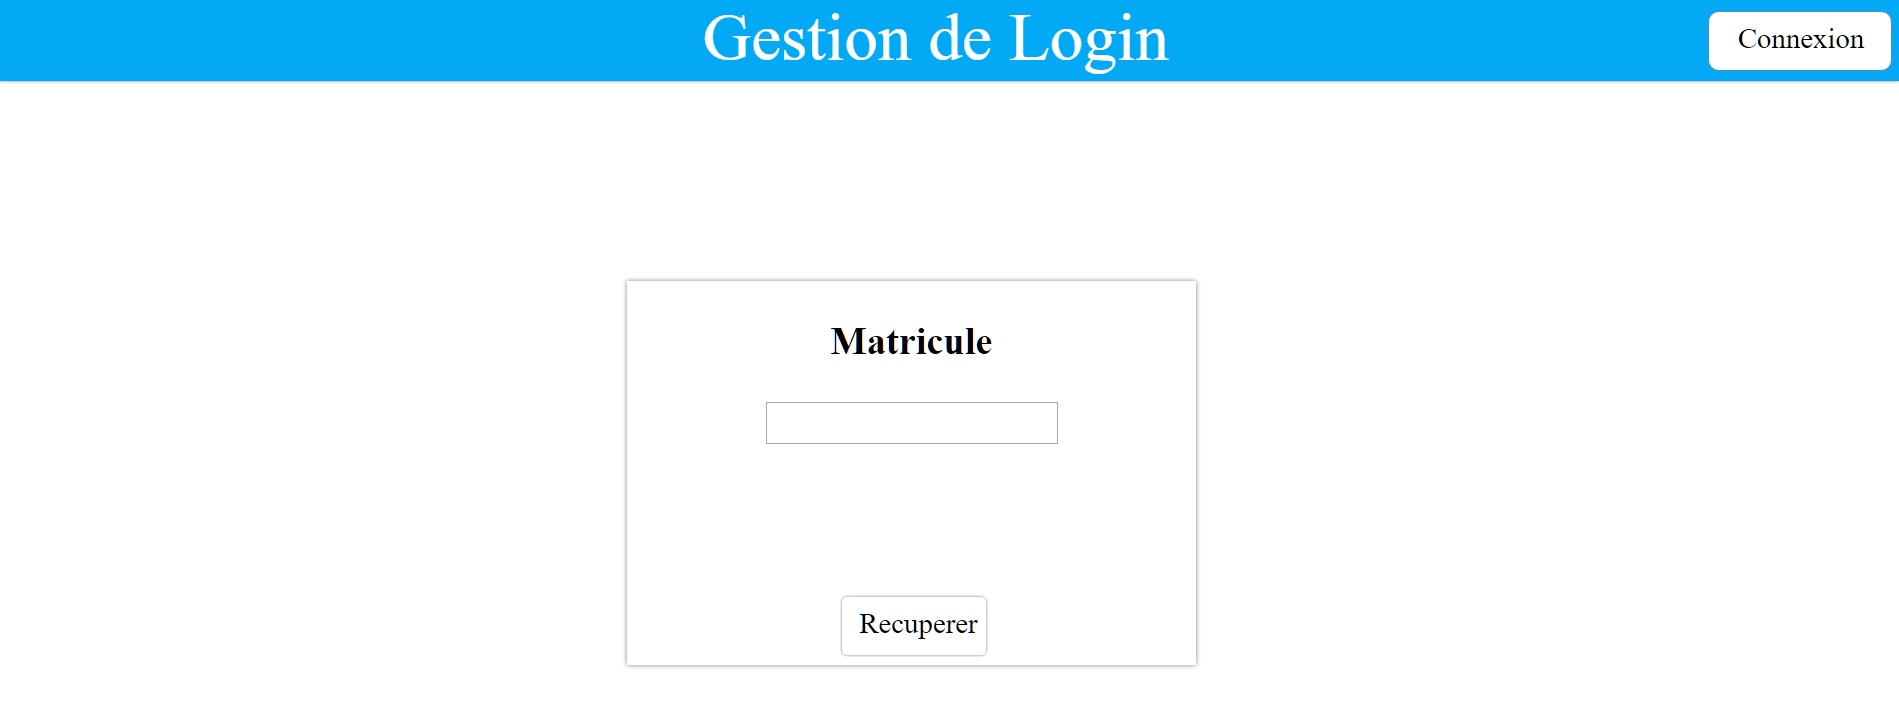 Gestion de Login
Connexion
Matricule
Recuperer